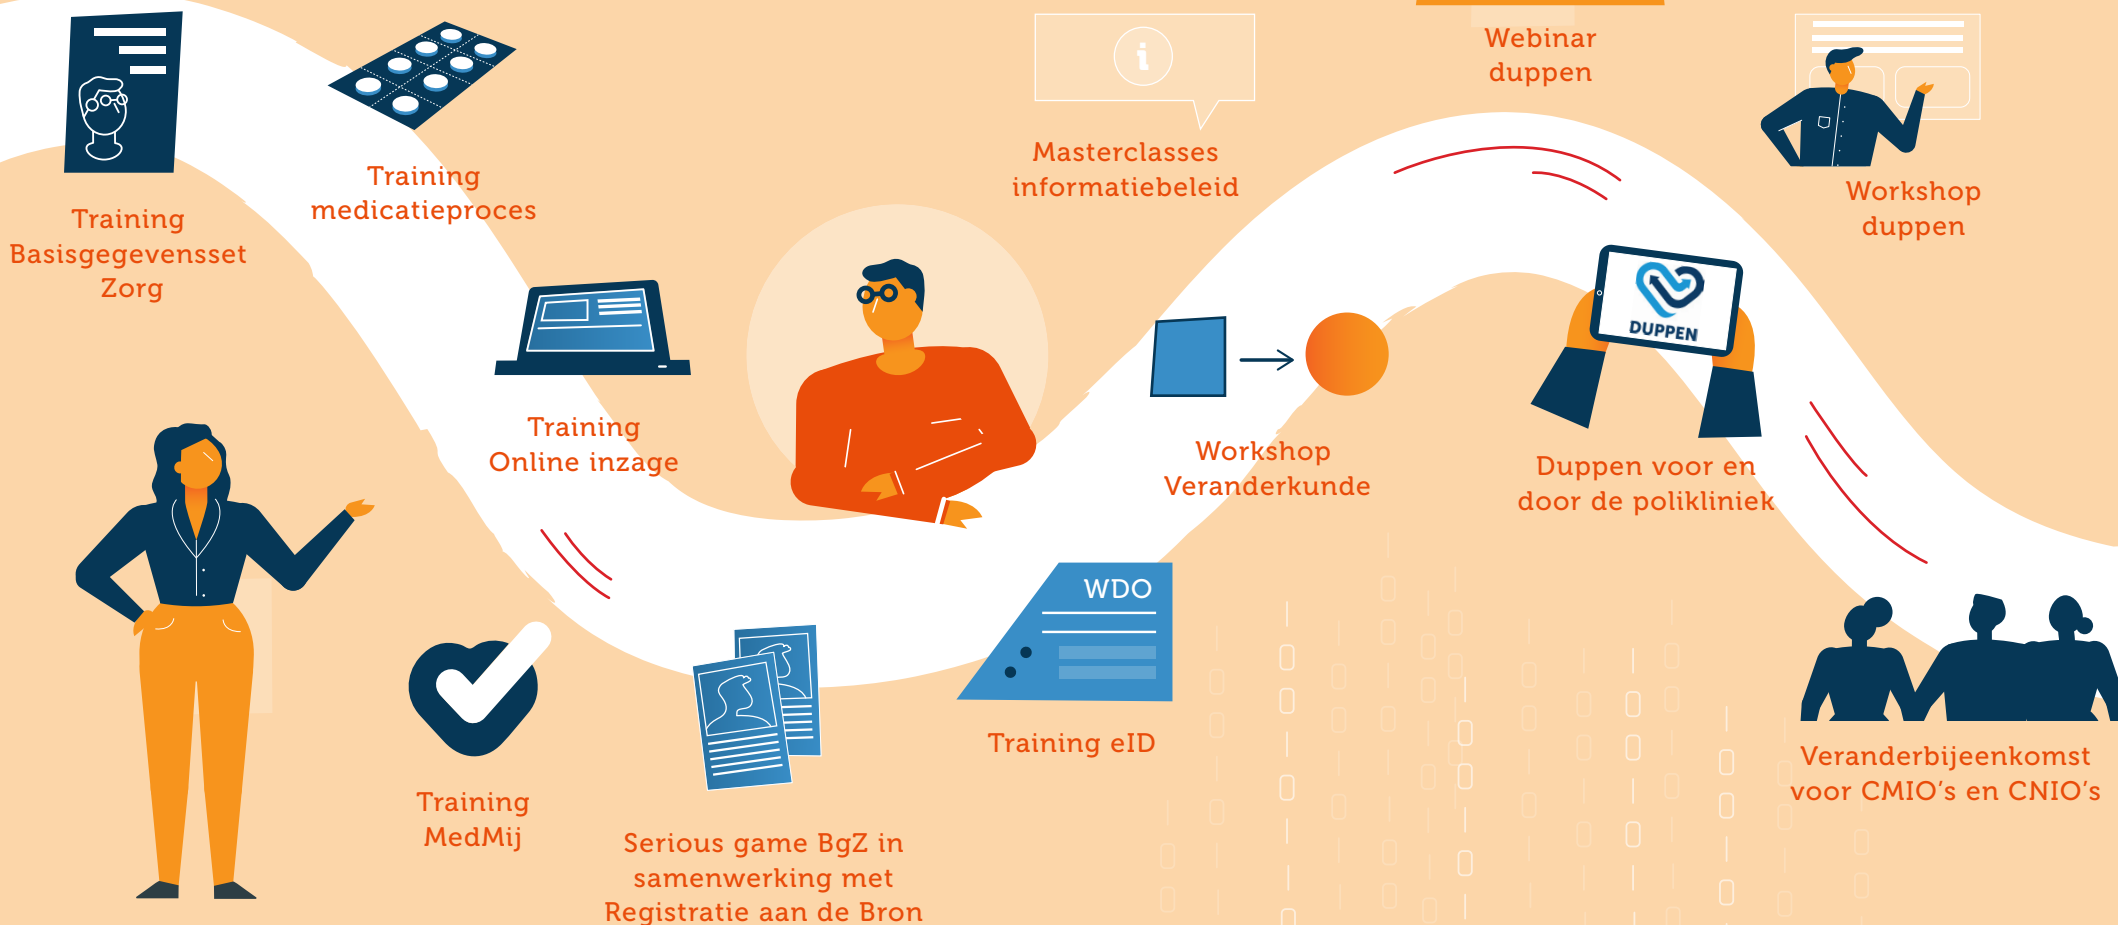 Training
Basisgegevensset
Zorg
Training
medicatieproces
Training
Online inzage
Training
MedMij
Serious game BgZ in
samenwerking met
Registratie aan de Bron
WDO
Training eID
Masterclasses
informatiebeleid
Workshop
Veranderkunde
Webinar
duppen
Workshop
duppen
DUPPEN
Duppen voor en
door de polikliniek
Veranderbijeenkomst
voor CMIO's en CNIO's